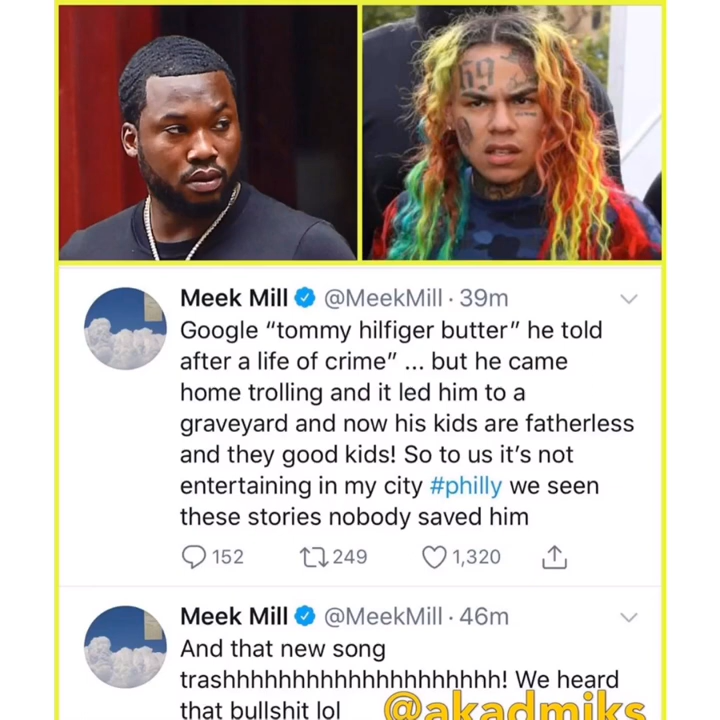 69
Meek Mill @MeekMill · 39m
Google “tommy hilfiger butter” he told
after a life of crime” ... but he came
home trolling and it led him to a
graveyard and now his kids are fatherless
and they good kids! So to us it’s not
entertaining in my city #philly we seen
these stories nobody saved him
152 249 1,320
Meek Mill @MeekMill · 46m
And that new song
trashhhhhhhhhhhhhhhhhhhh! We heard
that bullshit lol
@akadmiks